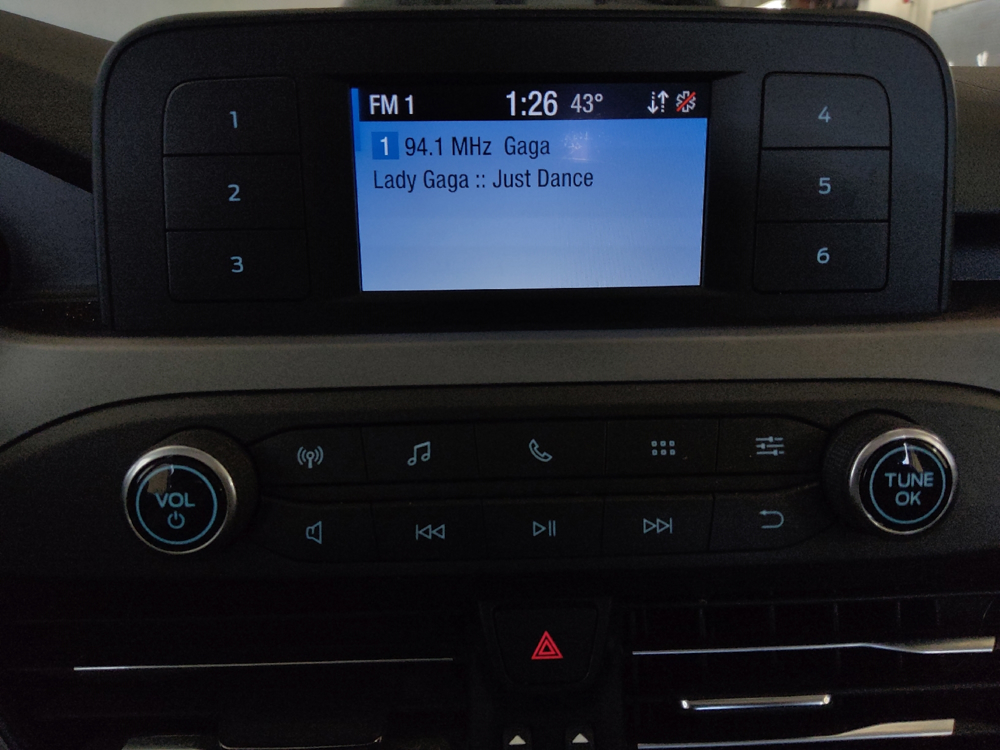 FM 1 1:26 43°
1 94.1 MHz Gaga
Lady Gaga :: Just Dance
1
2
3
4
5
6
VOL
TUNE
OK